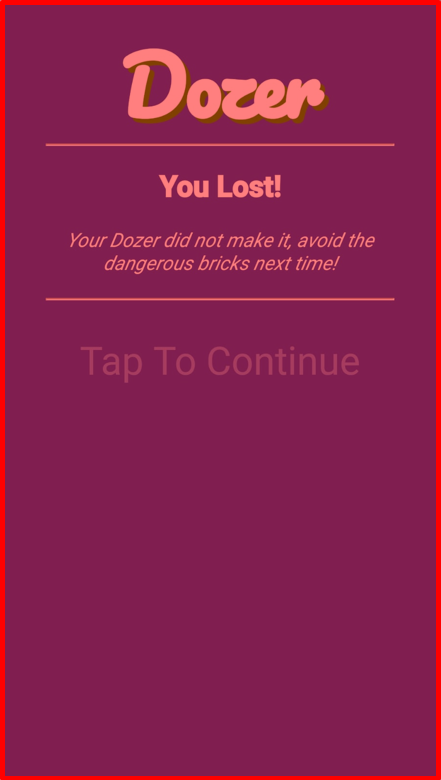 Dozer
You Lost!
Your Dozer did not make it, avoid the
dangerous bricks next time!
Tap To Continue